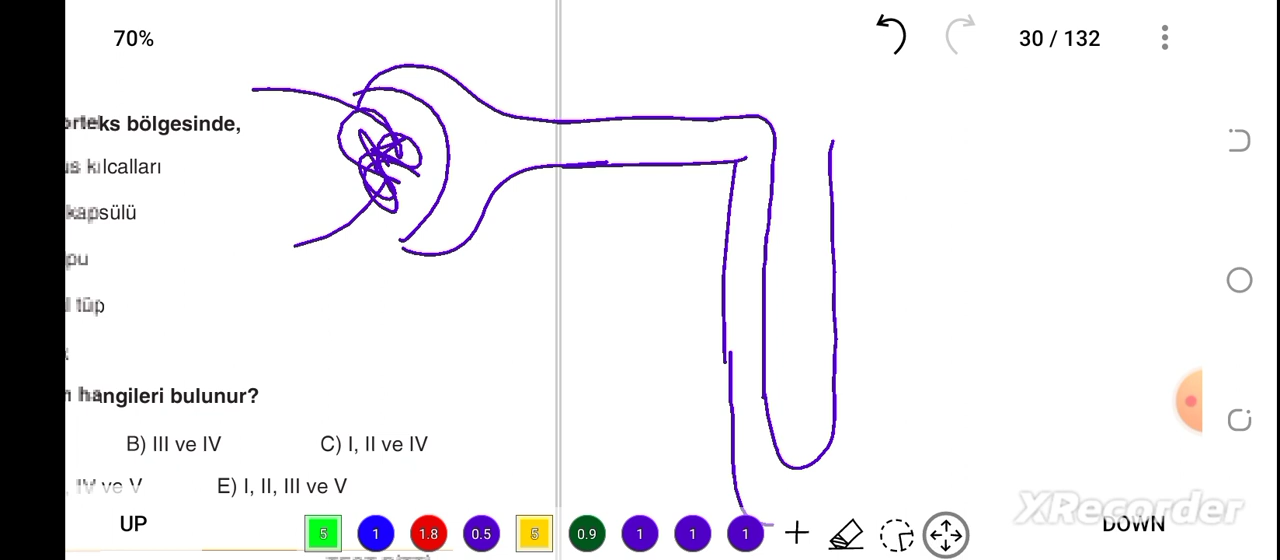 70%
30 / 132
orteks bölgesinde,
us kılcalları
kapsülü
pu
l tüp
n hangileri bulunur?
B) III ve IV C) I, II ve IV
, IV ve V E) I, II, III ve V
UP
5 1 1.8 0.5 5 0.9 1 1 1
XRecorder
DOWN